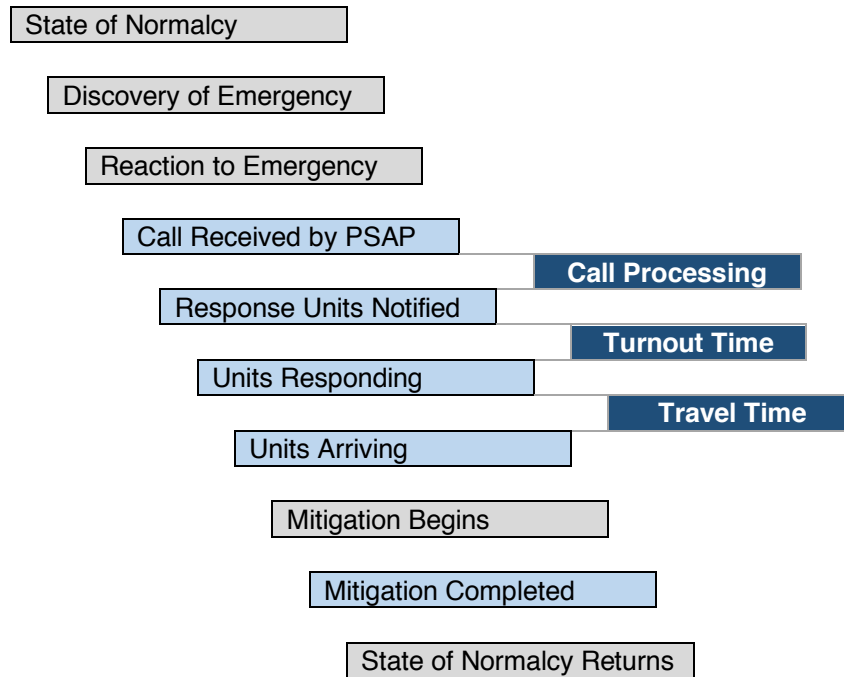 State of Normalcy
Discovery of Emergency
Reaction to Emergency
Call Received by PSAP
Call Processing
Response Units Notified
Turnout Time
Units Responding
Travel Time
Units Arriving
Mitigation Begins
Mitigation Completed
State of Normalcy Returns